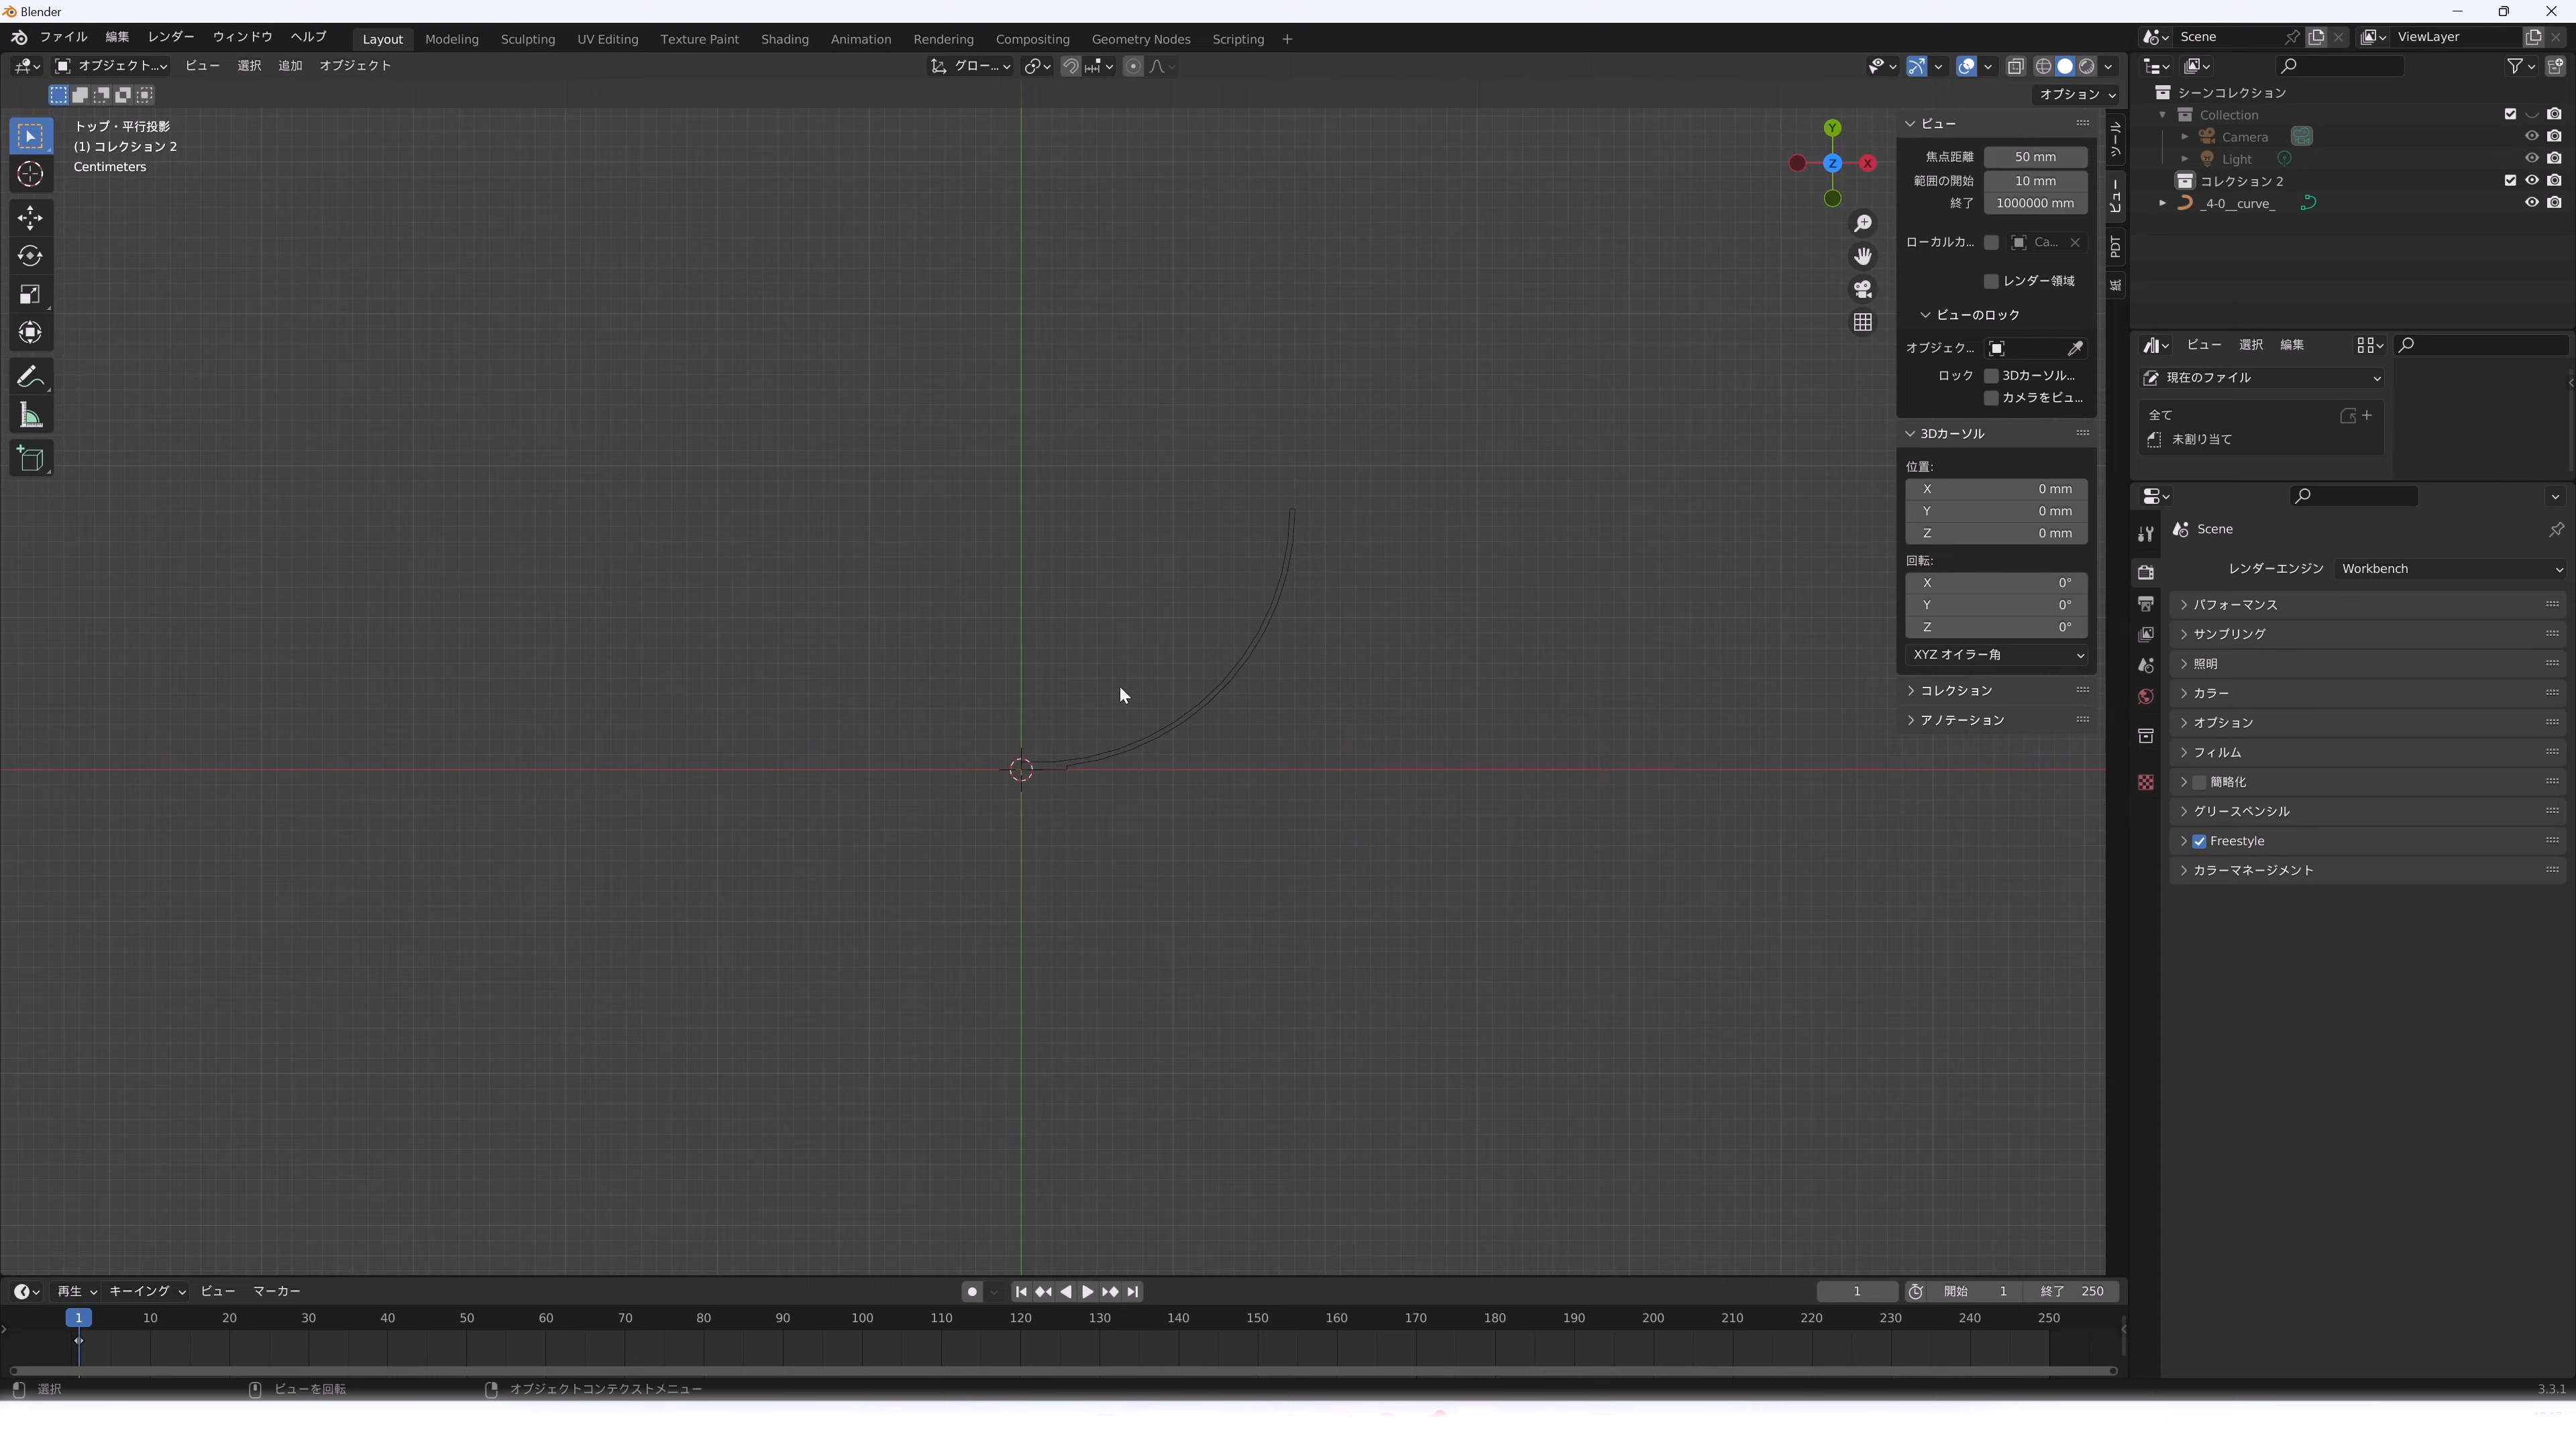 Blender
ファイル 編集 レンダー ウィンドウ ヘルプ Layout Modeling Sculpting UV Editing Texture Paint Shading Animation Rendering Compositing Geometry Nodes Scripting + Scene ViewLayer
オブジェクト... ビュー 選択 追加 オブジェクト グロー...
オプション
トップ・平行投影
(1) コレクション 2
Centimeters
Y
Z
X
ビュー
焦点距離 50 mm
範囲の開始 10 mm
終了 1000000 mm
ローカルカ... Ca...
レンダー領域
ビューのロック
オブジェク...
ロック 3Dカーソル...
カメラをビュ...
3Dカーソル
位置:
X 0 mm
Y 0 mm
Z 0 mm
回転:
X 0°
Y 0°
Z 0°
XYZ オイラー角
コレクション
アノテーション
ツール
ビュー
PDT
紙
シーンコレクション
Collection
Camera
Light
コレクション 2
_4-0__curve_
ビュー 選択 編集
現在のファイル
全て
未割り当て
Scene
レンダーエンジン Workbench
パフォーマンス
サンプリング
照明
カラー
オプション
フィルム
簡略化
グリースペンシル
Freestyle
カラーマネージメント
再生 キーイング ビュー マーカー 1 開始 1 終了 250
1 10 20 30 40 50 60 70 80 90 100 110 120 130 140 150 160 170 180 190 200 210 220 230 240 250
選択 ビューを回転 オブジェクトコンテクストメニュー 3.3.1